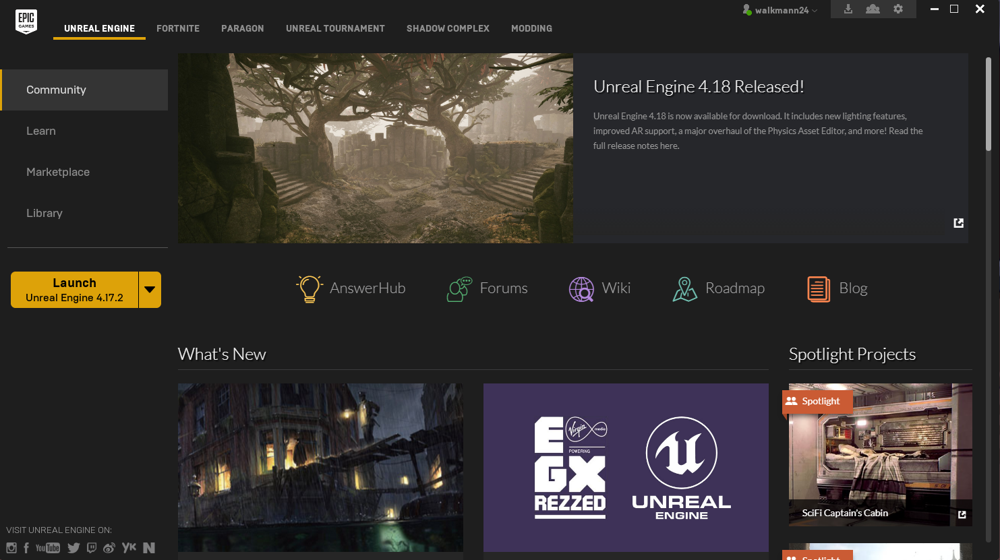 EPIC
GAMES
walkmann24
UNREAL ENGINE
FORTNITE
PARAGON
UNREAL TOURNAMENT
SHADOW COMPLEX
MODDING
Community
Learn
Marketplace
Library
Launch
Unreal Engine 4.17.2
Unreal Engine 4.18 Released!
Unreal Engine 4.18 is now available for download. It includes new lighting features,
improved AR support, a major overhaul of the Physics Asset Editor, and more! Read the
full release notes here.
AnswerHub
Forums
Wiki
Roadmap
Blog
What's New
Virgin media
POWERING
EGX
REZZED
UNREAL
ENGINE
Spotlight Projects
Spotlight
SciFi Captain's Cabin
Spotlight
VISIT UNREAL ENGINE ON:
YouTube